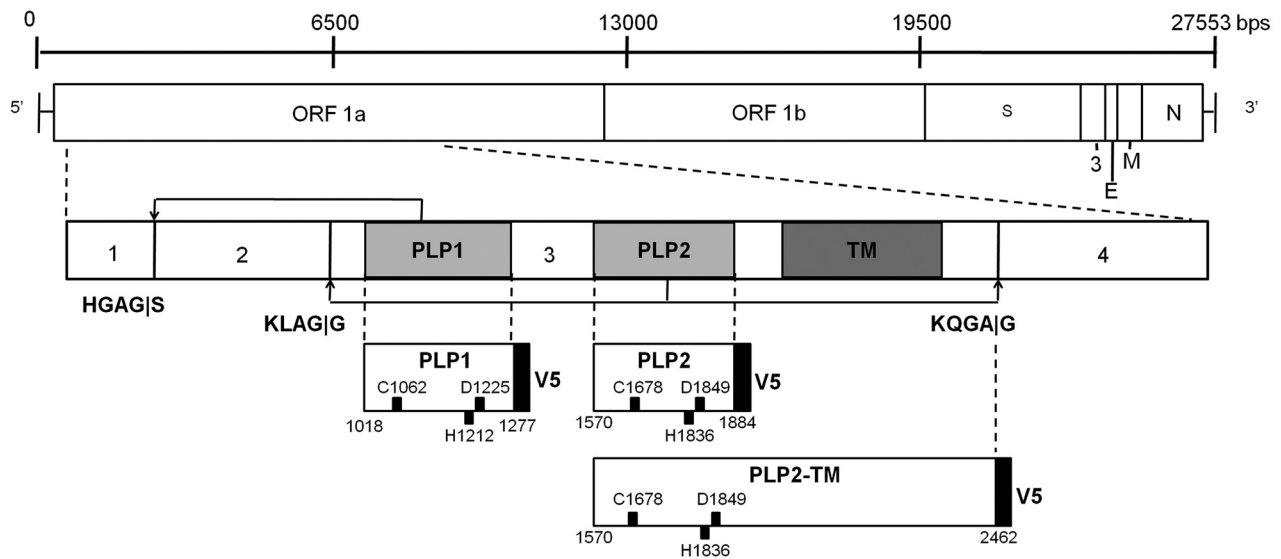 0 6500 13000 19500 27553 bps
5' ORF 1a ORF 1b S N 3'
3 M
E
1 2 PLP1 3 PLP2 TM 4
HGAG|S
KLAG|G KQGA|G
PLP1 V5 PLP2 V5
C1062 D1225 C1678 D1849
1018 H1212 1277 1570 H1836 1884
PLP2-TM V5
C1678 D1849
1570 H1836 2462